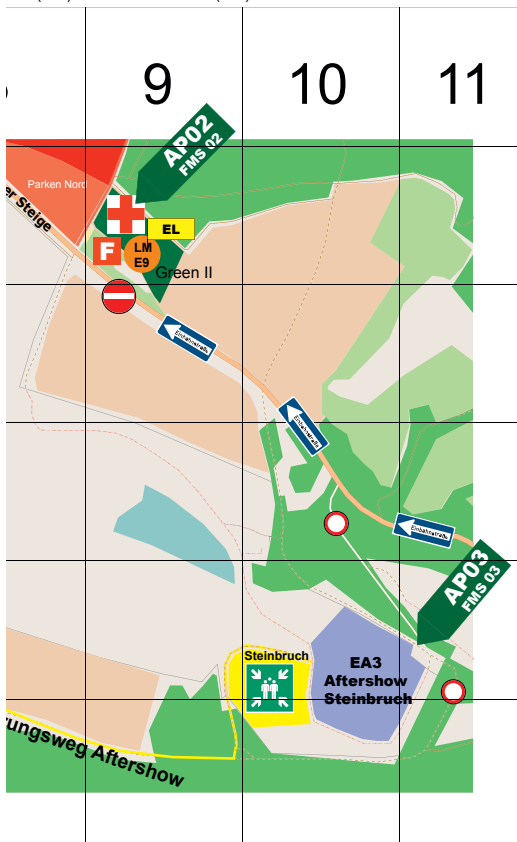 9
10
11
AP02
FMS 02
Parken Nord
er Steige
EL
F
LM
E9
Green II
Einbahnstraße
Einbahnstraße
Einbahnstraße
AP03
FMS 03
Steinbruch
EA3
Aftershow
Steinbruch
rungsweg Aftershow